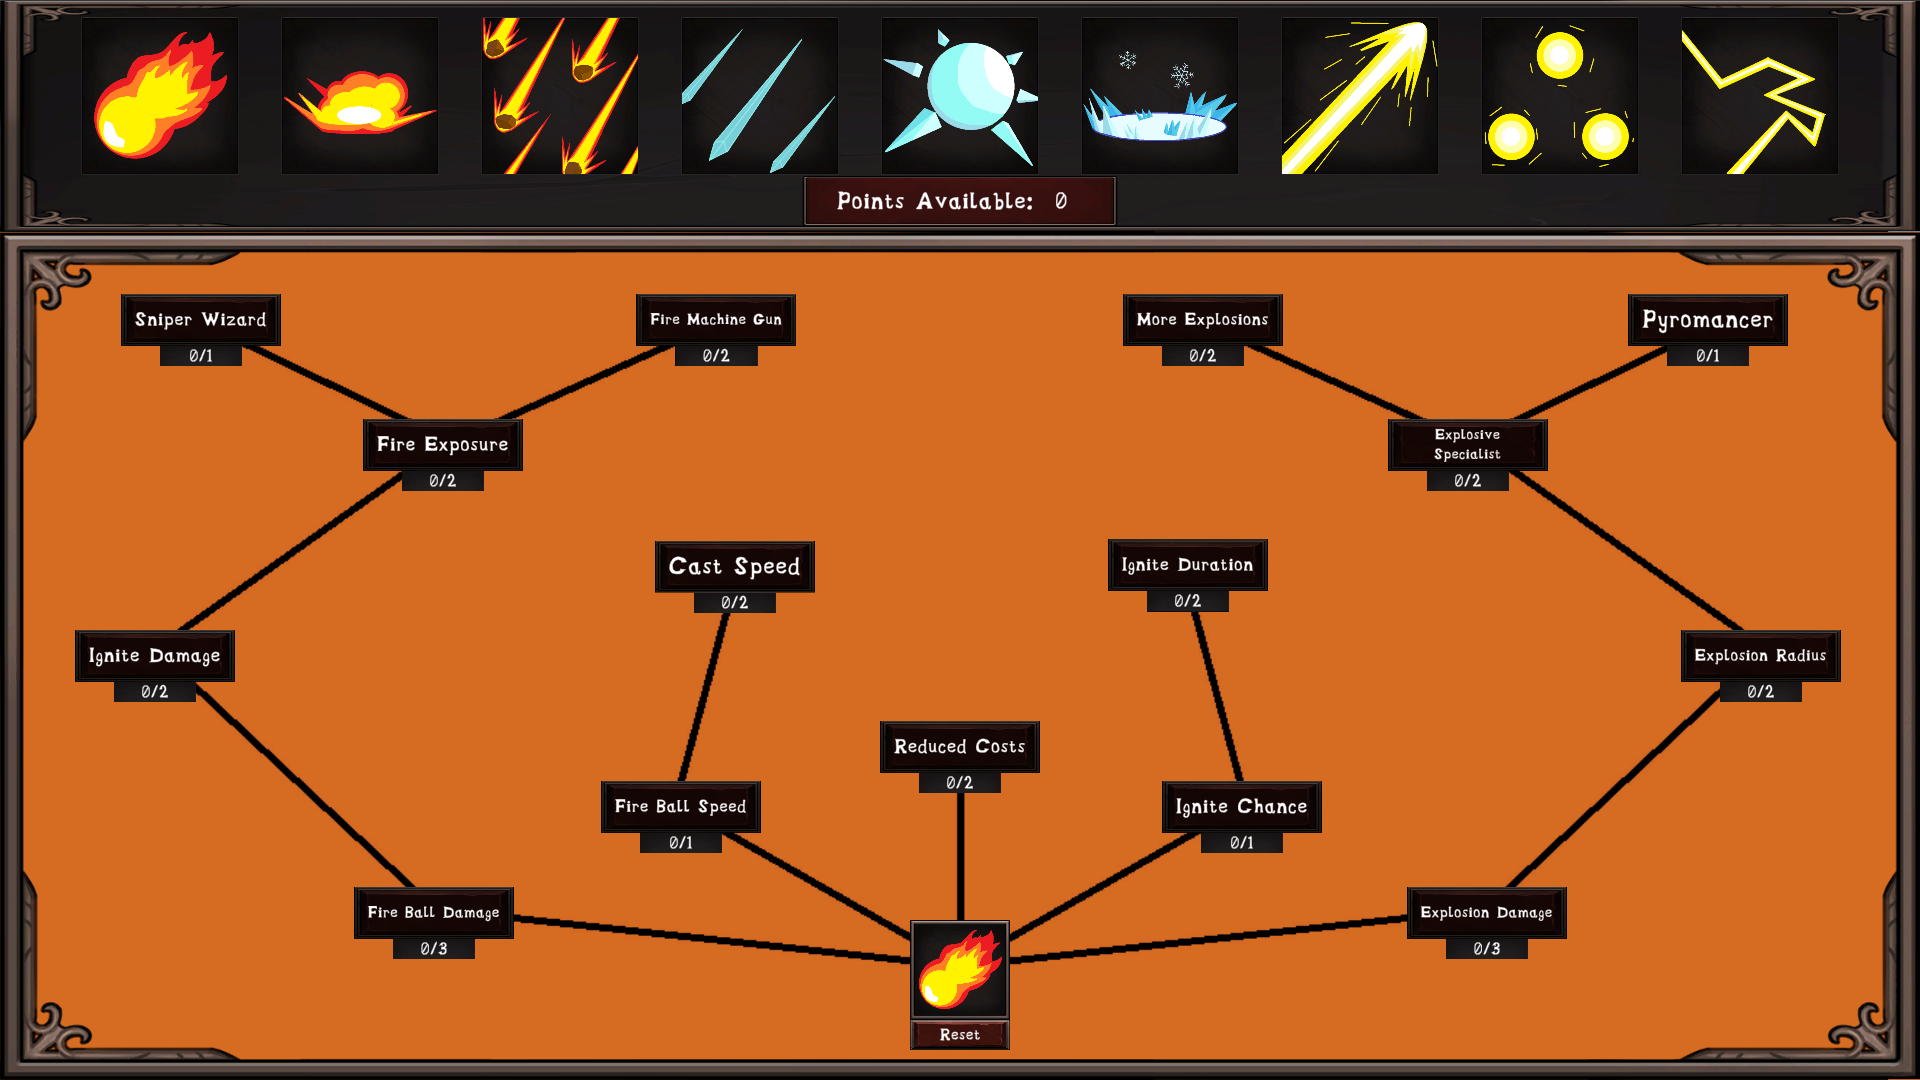 Points Available: 0
Sniper Wizard
0/1
Fire Machine Gun
0/2
More Explosions
0/2
Pyromancer
0/1
Fire Exposure
0/2
Explosive
Specialist
0/2
Cast Speed
0/2
Ignite Duration
0/2
Ignite Damage
0/2
Explosion Radius
0/2
Reduced Costs
0/2
Fire Ball Speed
0/1
Ignite Chance
0/1
Fire Ball Damage
0/3
Explosion Damage
0/3
Reset